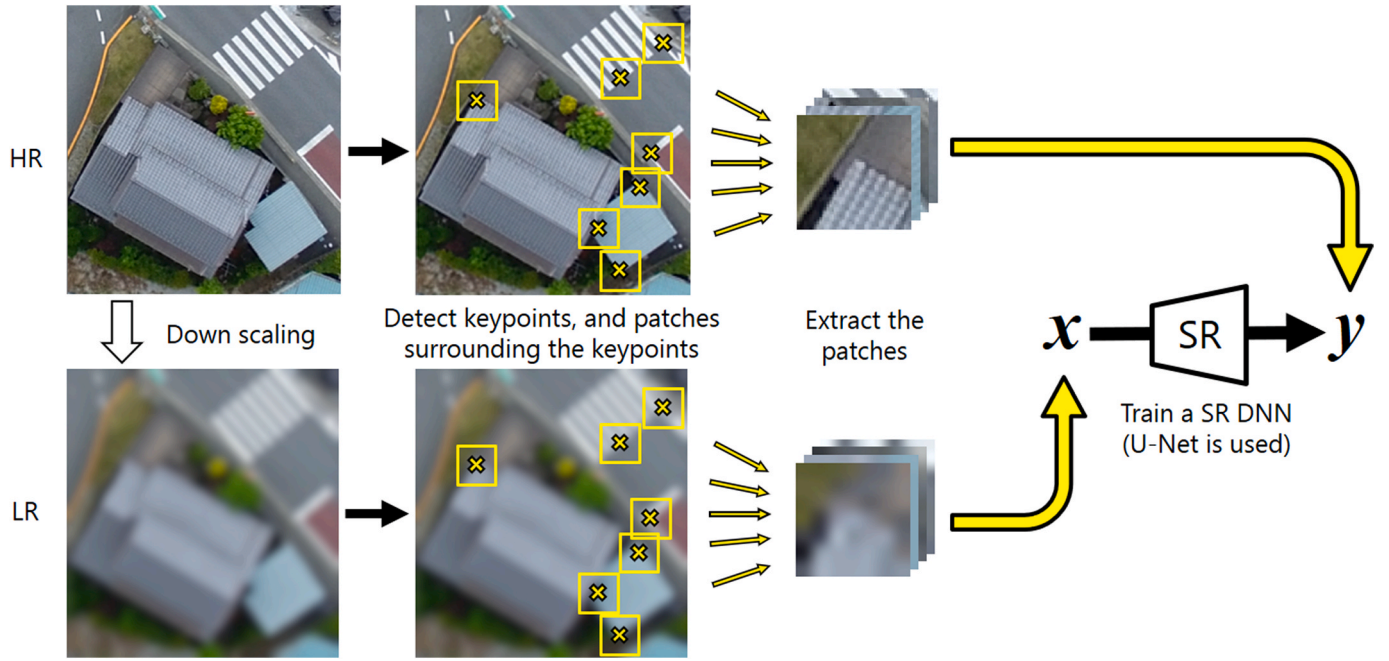 HR
Down scaling
Detect keypoints, and patches
surrounding the keypoints
Extract the
patches
x
SR
y
Train a SR DNN
(U-Net is used)
LR